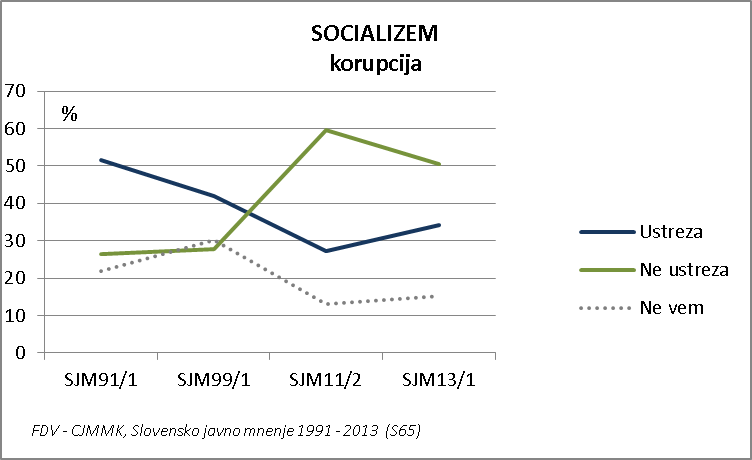 SOCIALIZEM
korupcija
%
70
60
50
40
30
20
10
0
SJM91/1 SJM99/1 SJM11/2 SJM13/1
Ustreza
Ne ustreza
Ne vem
FDV - CJMMK, Slovensko javno mnenje 1991 - 2013 (S65)